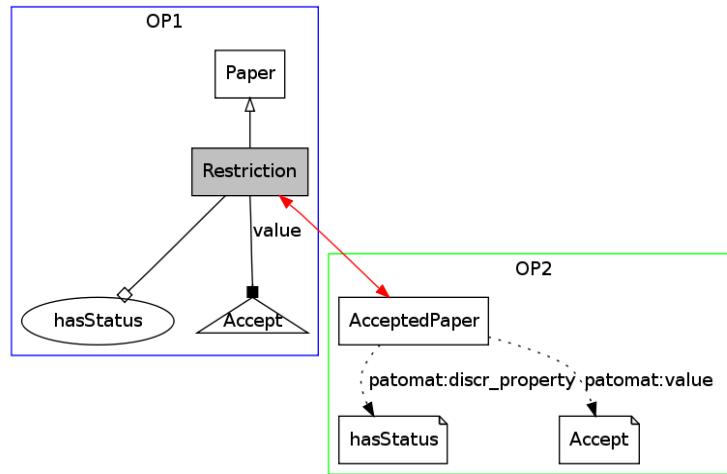 OP1
Paper
Restriction
value
hasStatus
Accept
OP2
AcceptedPaper
patomat:discr_property
patomat:value
hasStatus
Accept